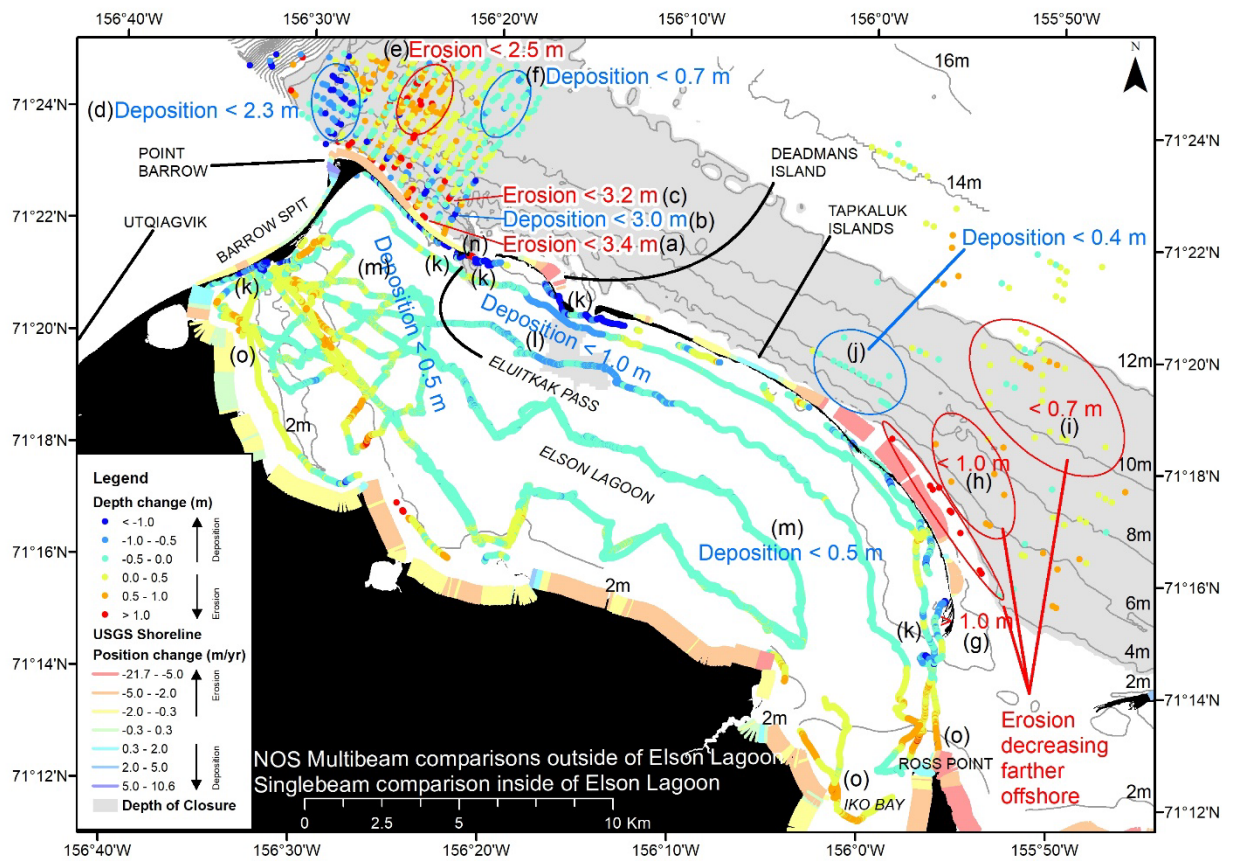 156°40'W 156°30'W 156°20'W 156°10'W 156°0'W 155°50'W
N
16m
(e) Erosion < 2.5 m
(f) Deposition < 0.7 m
71°24'N
(d) Deposition < 2.3 m
71°24'N
POINT
BARROW
DEADMANS
ISLAND
14m
UTQIAGVIK
Erosion < 3.2 m (c)
TAPKALUK
ISLANDS
71°22'N
BARROW SPIT
Deposition < 3.0 m (b)
Deposition < 0.4 m
Erosion < 3.4 m (a)
71°22'N
(n)
(m)
(k)
(k)
(k)
(k)
Deposition < 0.5 m
Deposition < 1.0 m
71°20'N
(l)
(j)
12m
71°20'N
(o)
ELUITKAK PASS
< 0.7 m
(i)
2m
71°18'N
ELSON LAGOON
< 1.0 m
(h)
10m
71°18'N
Legend
Depth change (m)
< -1.0
-1.0 - -0.5
-0.5 - 0.0
Deposition
0.0 - 0.5
0.5 - 1.0
> 1.0
Erosion
USGS Shoreline
Position change (m/yr)
-21.7 - -5.0
-5.0 - -2.0
-2.0 - -0.3
Erosion
-0.3 - 0.3
0.3 - 2.0
2.0 - 5.0
5.0 - 10.6
Deposition
Depth of Closure
(m)
Deposition < 0.5 m
8m
71°16'N
2m
6m
71°16'N
(k)
> 1.0 m
(g)
4m
71°14'N
2m
71°14'N
2m
Erosion
decreasing
farther
offshore
(o)
ROSS POINT
NOS Multibeam comparisons outside of Elson Lagoon
Singlebeam comparison inside of Elson Lagoon
71°12'N
(o)
IKO BAY
2m
71°12'N
0 2.5 5 10 Km
156°40'W 156°30'W 156°20'W 156°10'W 156°0'W 155°50'W